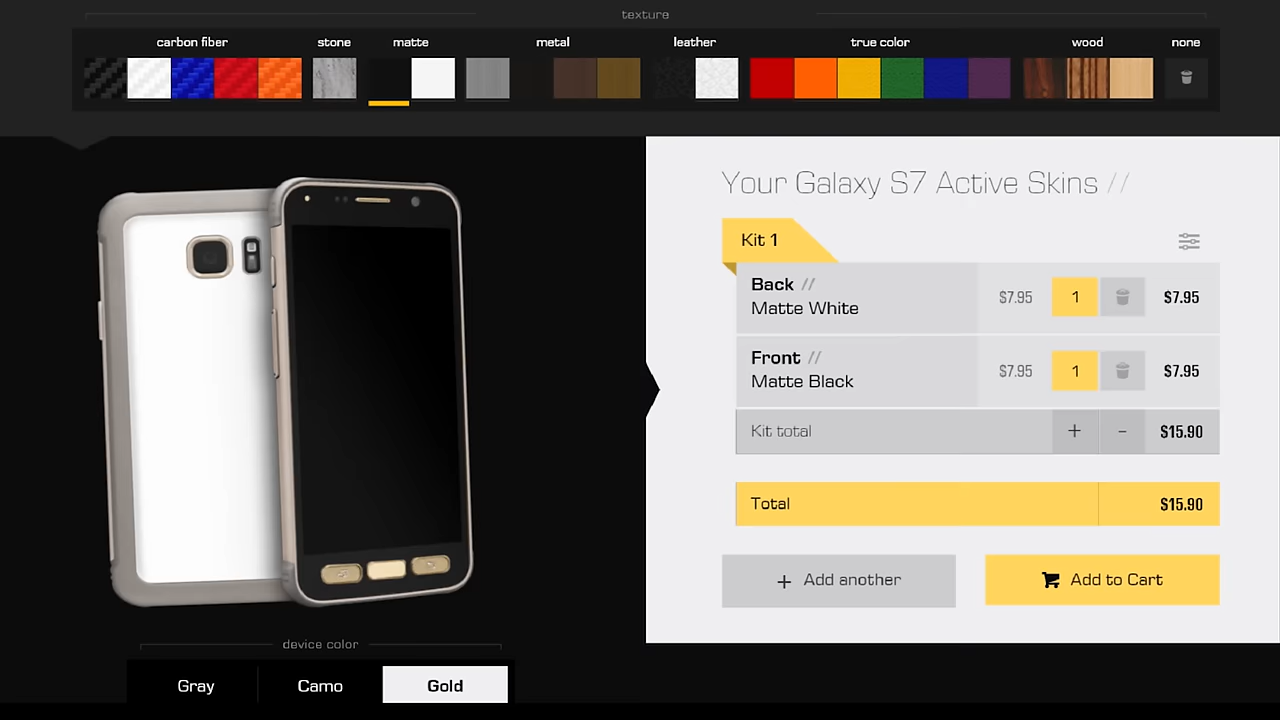 texture
carbon fiber
stone
matte
metal
leather
true color
wood
none
Your Galaxy S7 Active Skins //
Kit 1
Back //
Matte White
$7.95
1
$7.95
Front //
Matte Black
$7.95
1
$7.95
Kit total
+
-
$15.90
Total
$15.90
+ Add another
Add to Cart
device color
Gray
Camo
Gold